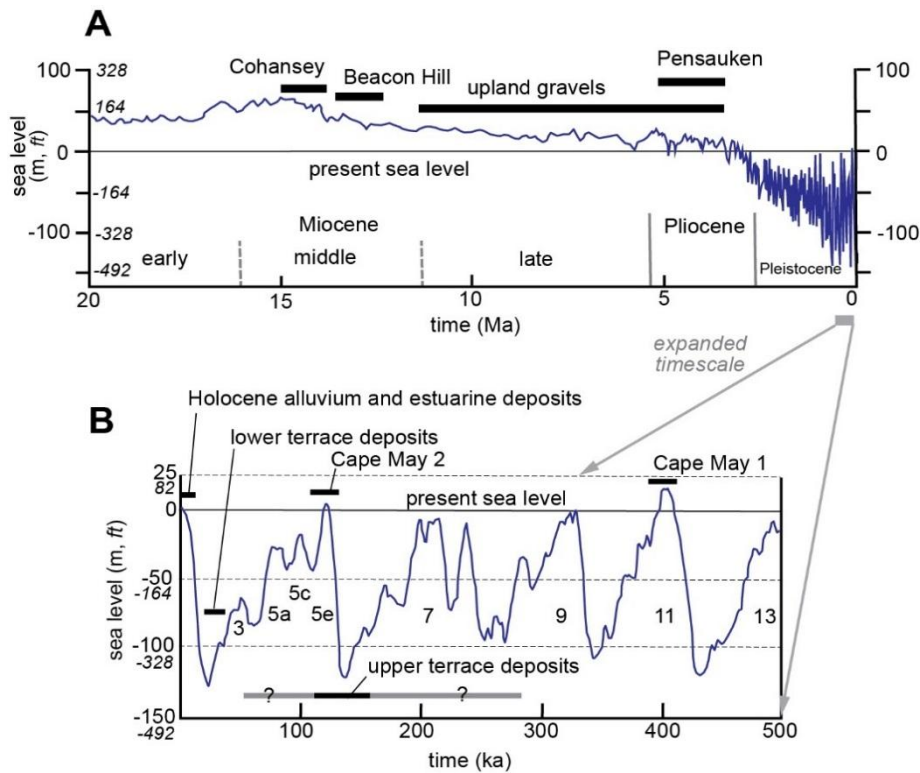 A
100
328
164
0
-164
-100
-328
-492
sea level
(m, ft)
Cohansey
Beacon Hill
upland gravels
Pensauken
present sea level
100
0
-100
Miocene
early
middle
late
Pliocene
Pleistocene
20
15
10
5
0
time (Ma)
expanded
timescale
B
Holocene alluvium and estuarine deposits
lower terrace deposits
Cape May 2
Cape May 1
25
82
0
-50
-164
-100
-328
-150
-492
sea level (m, ft)
present sea level
3
5a
5c
5e
7
9
11
13
upper terrace deposits
?
?
100
200
300
400
500
time (ka)